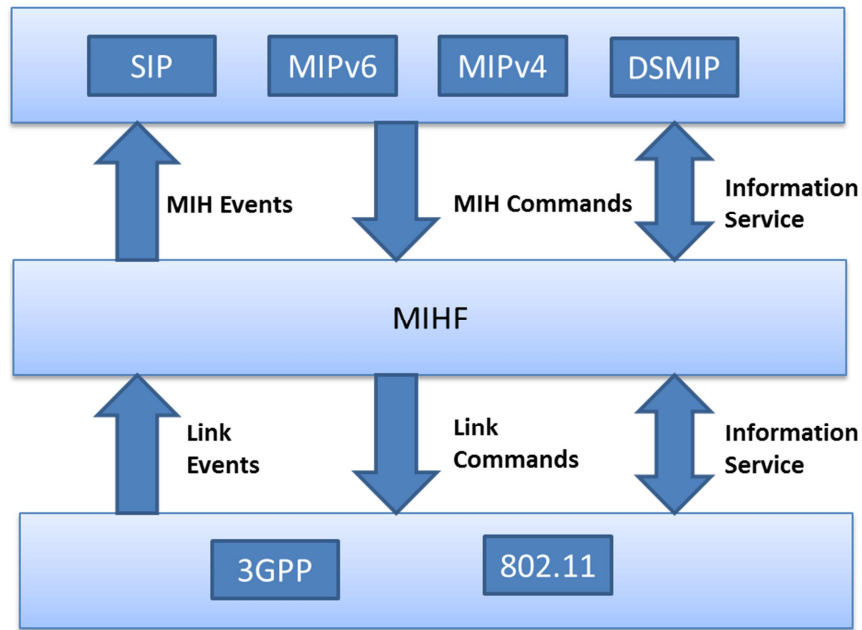 SIP
MIPv6
MIPv4
DSMIP
MIH Events
MIH Commands
Information
Service
MIHF
Link
Events
Link
Commands
Information
Service
3GPP
802.11